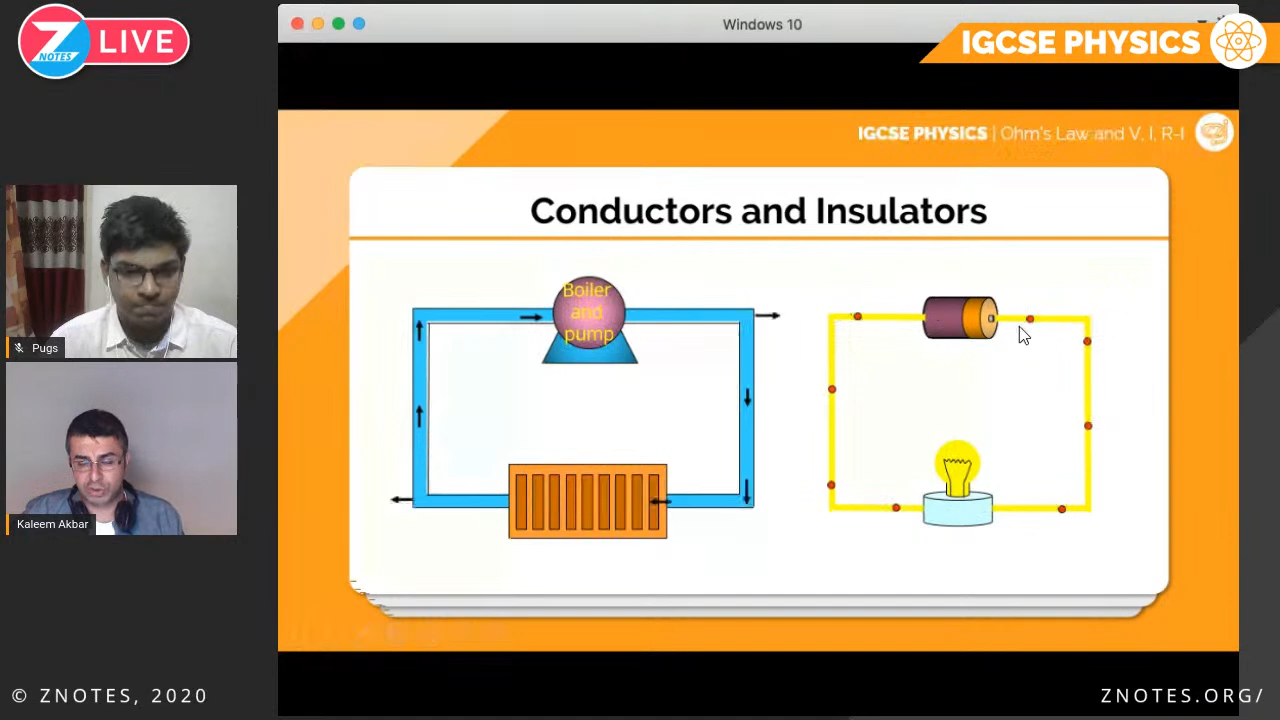 Z NOTES LIVE
Windows 10
IGCSE PHYSICS
IGCSE PHYSICS | Ohm's Law and V, I, R-I
Conductors and Insulators
Boiler
and
pump
Pugs
Kaleem Akbar
© ZNOTES, 2020
ZNOTES.ORG/